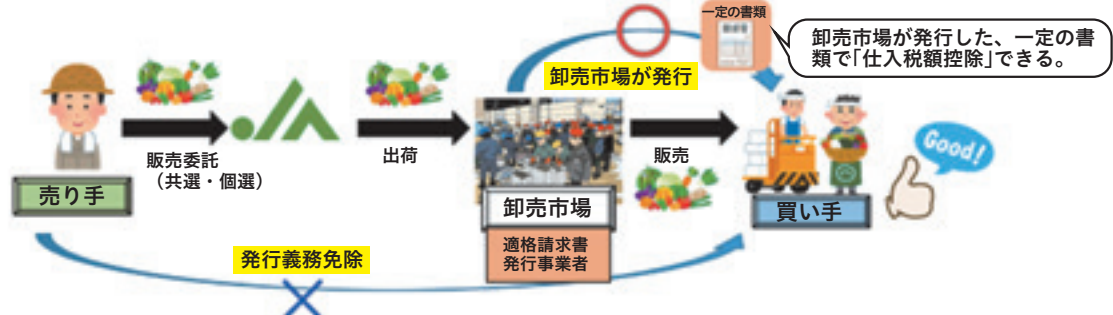 一定の書類
卸売市場が発行した、一定の書
類で「仕入税額控除」できる。
卸売市場が発行
Good!
販売委託
(共選・個選)
出荷
販売
売り手
卸売市場
買い手
適格請求書
発行事業者
発行義務免除